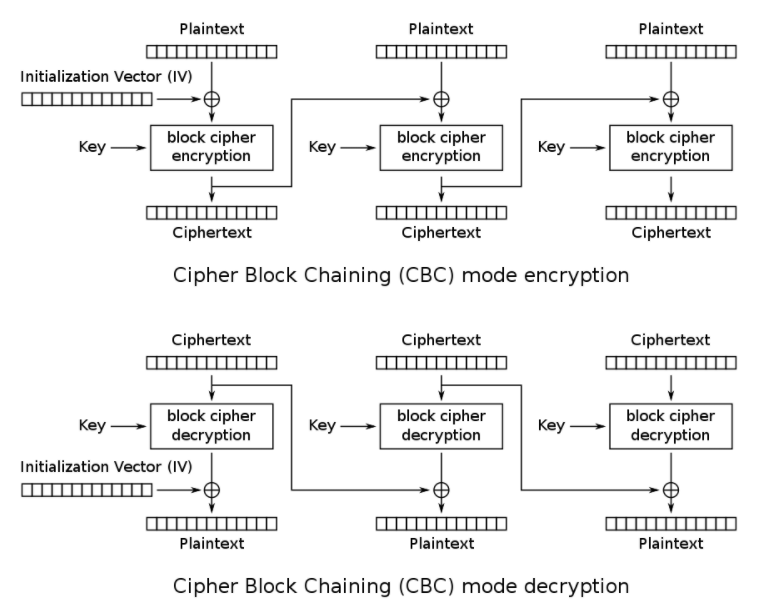 Plaintext Plaintext Plaintext
Initialization Vector (IV)
Key block cipher encryption Key block cipher encryption Key block cipher encryption
Ciphertext Ciphertext Ciphertext
Cipher Block Chaining (CBC) mode encryption
Ciphertext Ciphertext Ciphertext
Key block cipher decryption Key block cipher decryption Key block cipher decryption
Initialization Vector (IV)
Plaintext Plaintext Plaintext
Cipher Block Chaining (CBC) mode decryption